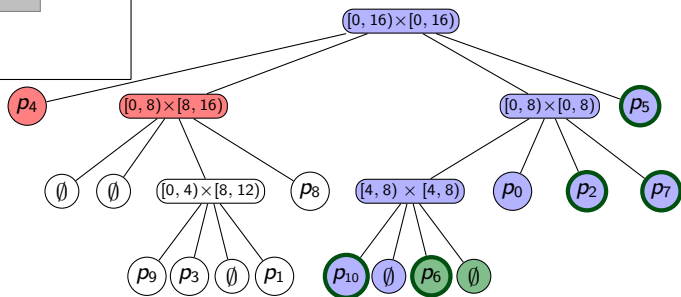 [0, 16)×[0, 16)
p4 [0, 8)×[8, 16) [0, 8)×[0, 8) p5
∅ ∅ [0, 4)×[8, 12) p8 [4, 8) × [4, 8) p0 p2 p7
p9 p3 ∅ p1 p10 ∅ p6 ∅